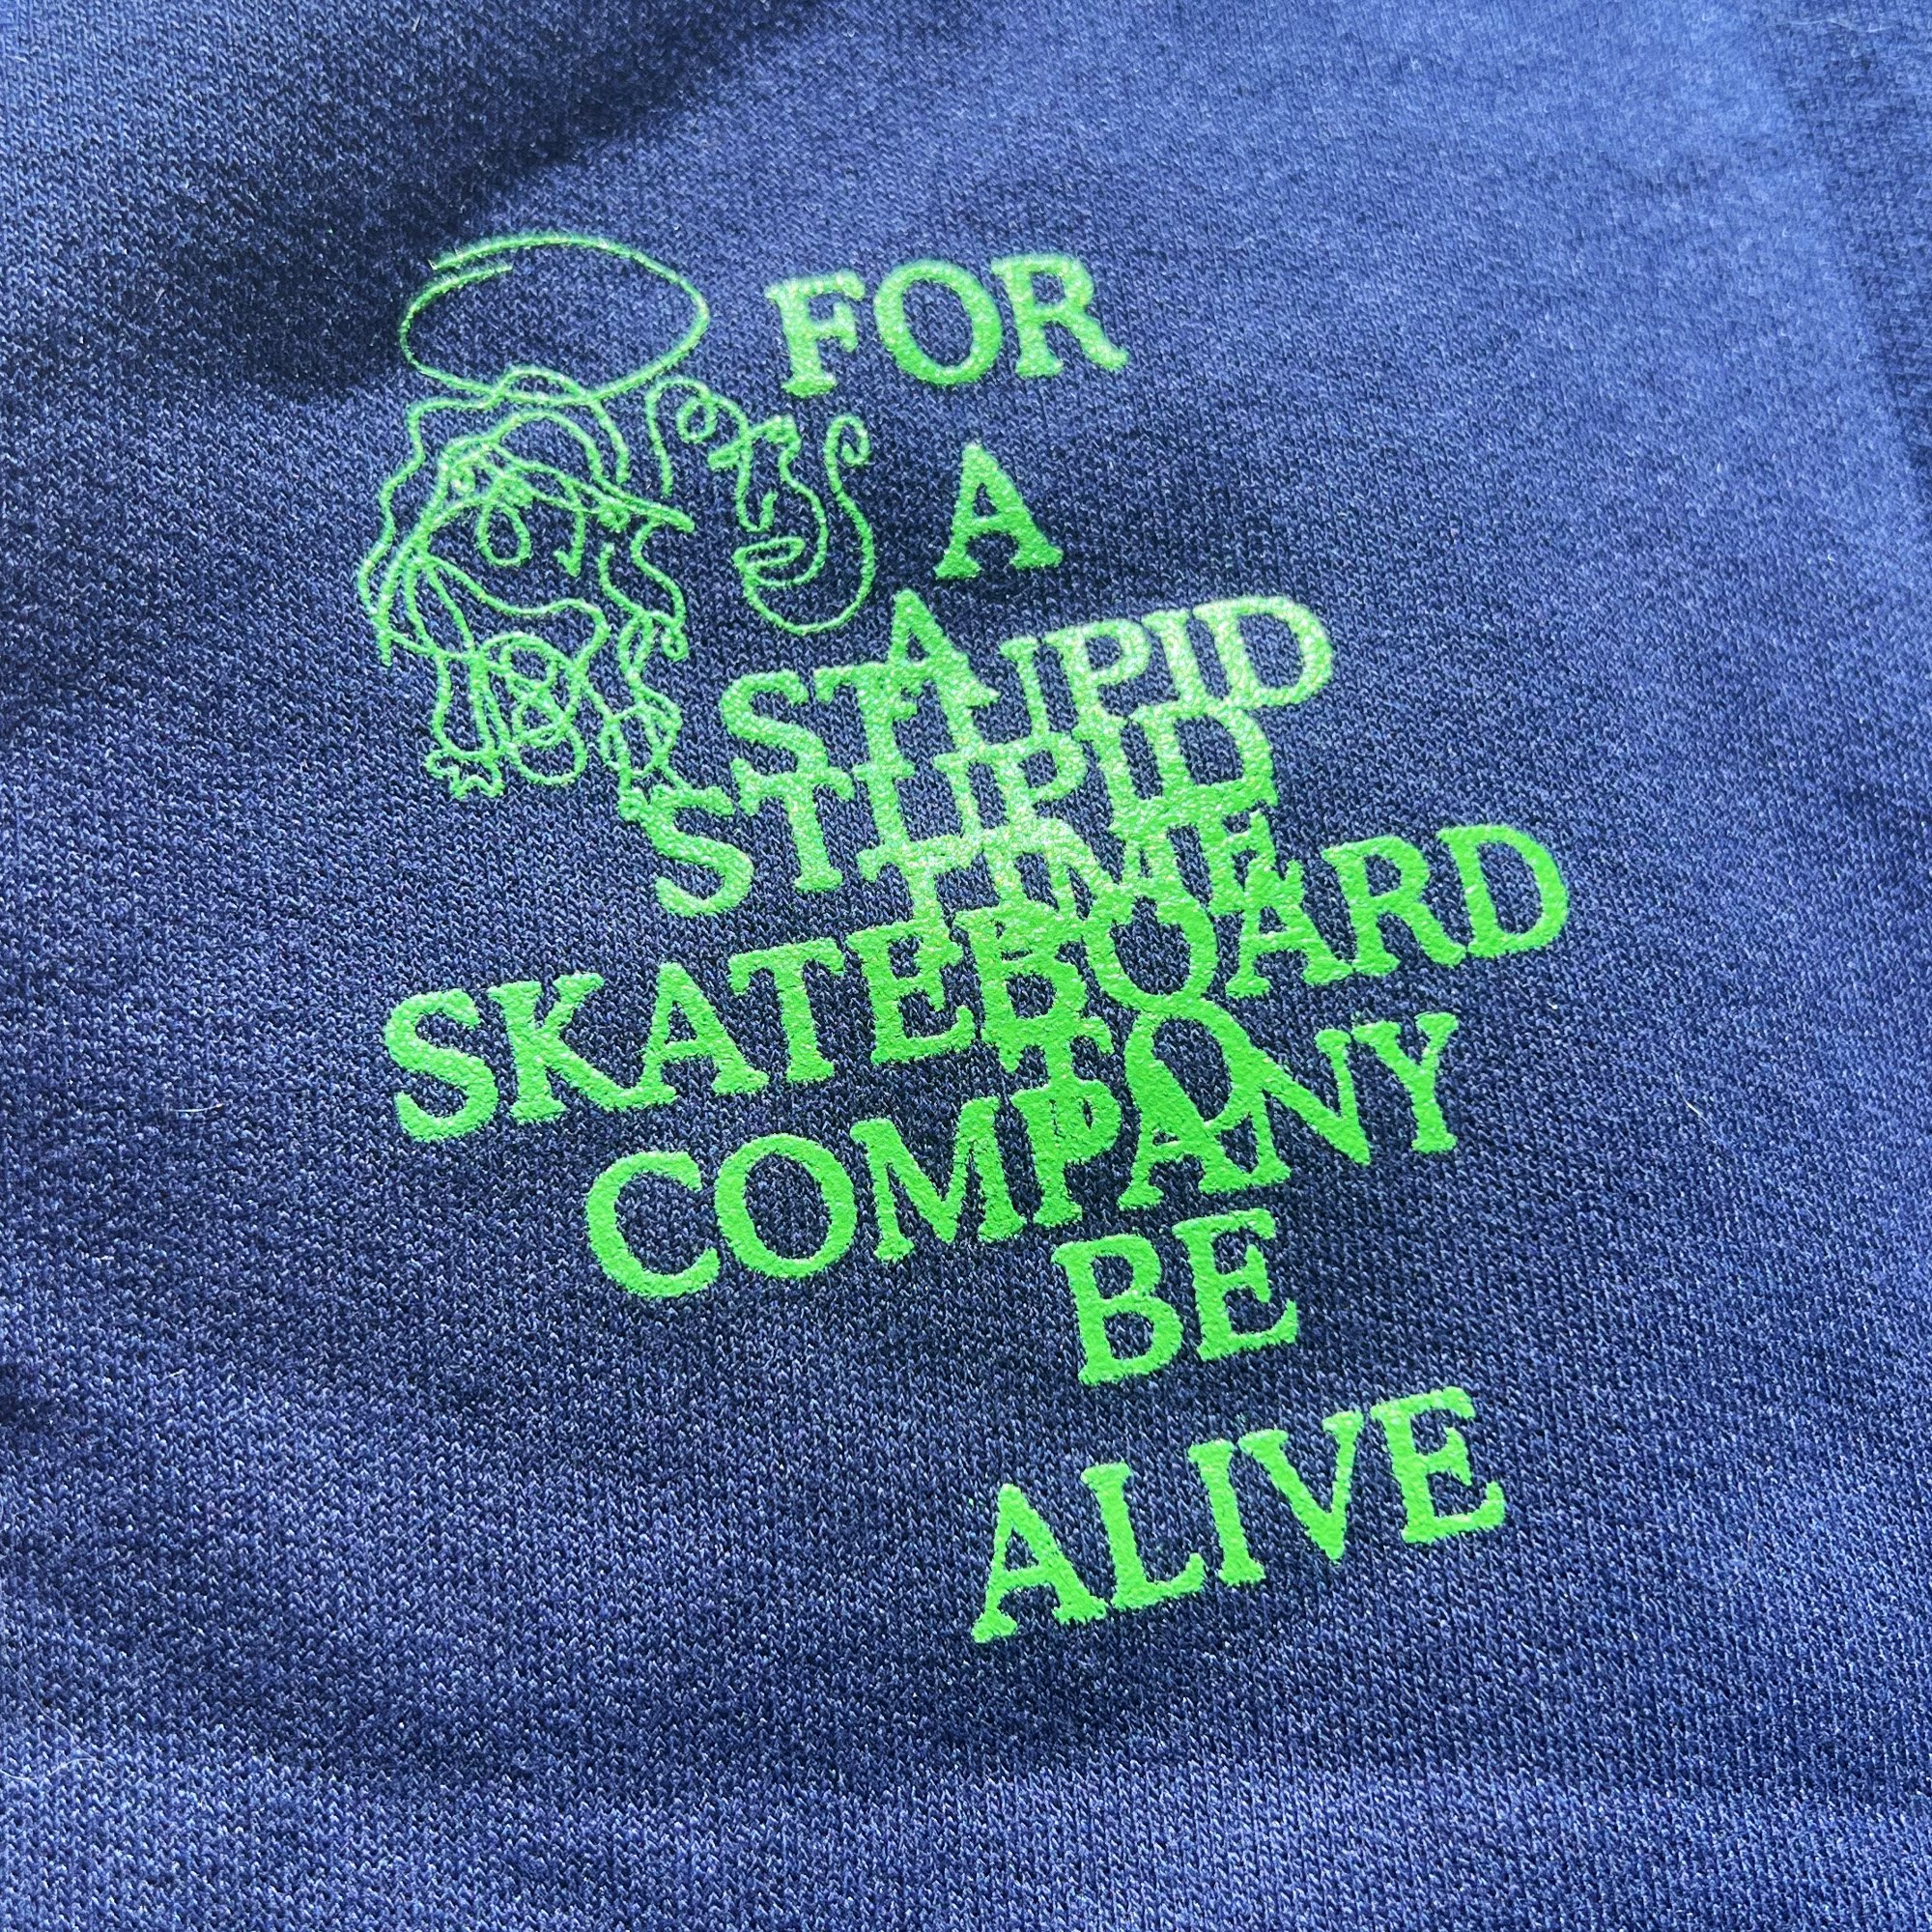 FOR
A
A
STUPID
STUPID
TIME
SKATEBOARD
TO
COMPANY
BE
ALIVE